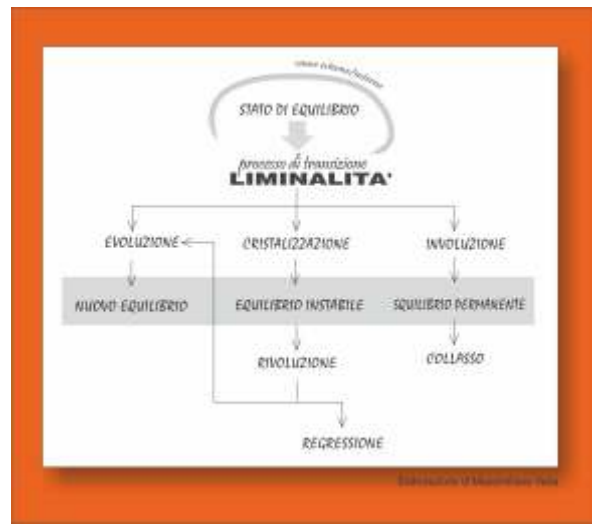 STATO DI EQUILIBRIO
processo di transizione
LIMINALITA'
EVOLUZIONE CRISTALIZZAZIONE INVOLUZIONE
NUOVO EQUILIBRIO EQUILIBRIO INSTABILE SQUILIBRIO PERMANENTE
RIVOLUZIONE COLLASSO
REGRESSIONE